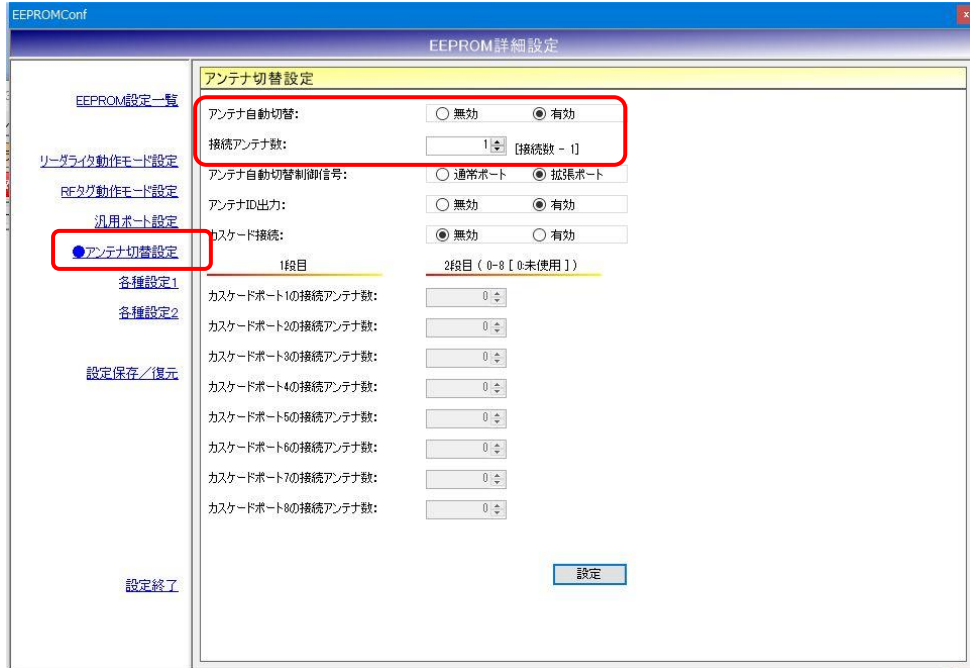 EEPROMConf
x
EEPROM詳細設定
EEPROM設定一覧
リーダライタ動作モード設定
RFタグ動作モード設定
汎用ポート設定
●アンテナ切替設定
各種設定1
各種設定2
設定保存/復元
設定終了
アンテナ切替設定
アンテナ自動切替: 無効 有効
接続アンテナ数: 1 [接続数 - 1]
アンテナ自動切替制御信号: 通常ポート 拡張ポート
アンテナID出力: 無効 有効
カスケード接続: 無効 有効
1段目 2段目 ( 0-8 [ 0:未使用 ] )
カスケードポート1の接続アンテナ数: 0
カスケードポート2の接続アンテナ数: 0
カスケードポート3の接続アンテナ数: 0
カスケードポート4の接続アンテナ数: 0
カスケードポート5の接続アンテナ数: 0
カスケードポート6の接続アンテナ数: 0
カスケードポート7の接続アンテナ数: 0
カスケードポート8の接続アンテナ数: 0
設定